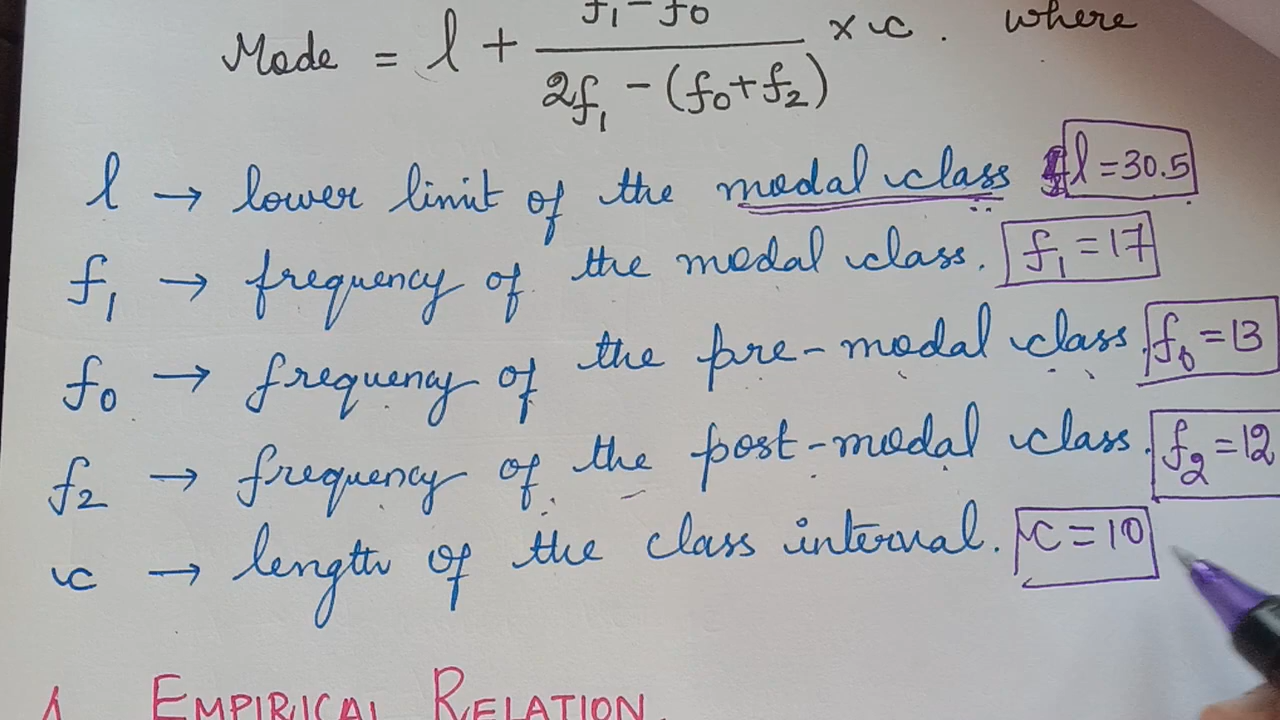 f₁ - f₀
Mode = l + ――― × c. where
2f₁ - (f₀ + f₂)
l → lower limit of the modal class l = 30.5
f₁ → frequency of the modal class. f₁ = 17
f₀ → frequency of the pre-modal class. f₀ = 13
f₂ → frequency of the post-modal class. f₂ = 12
c → length of the class interval. c = 10
EMPIRICAL RELATION.